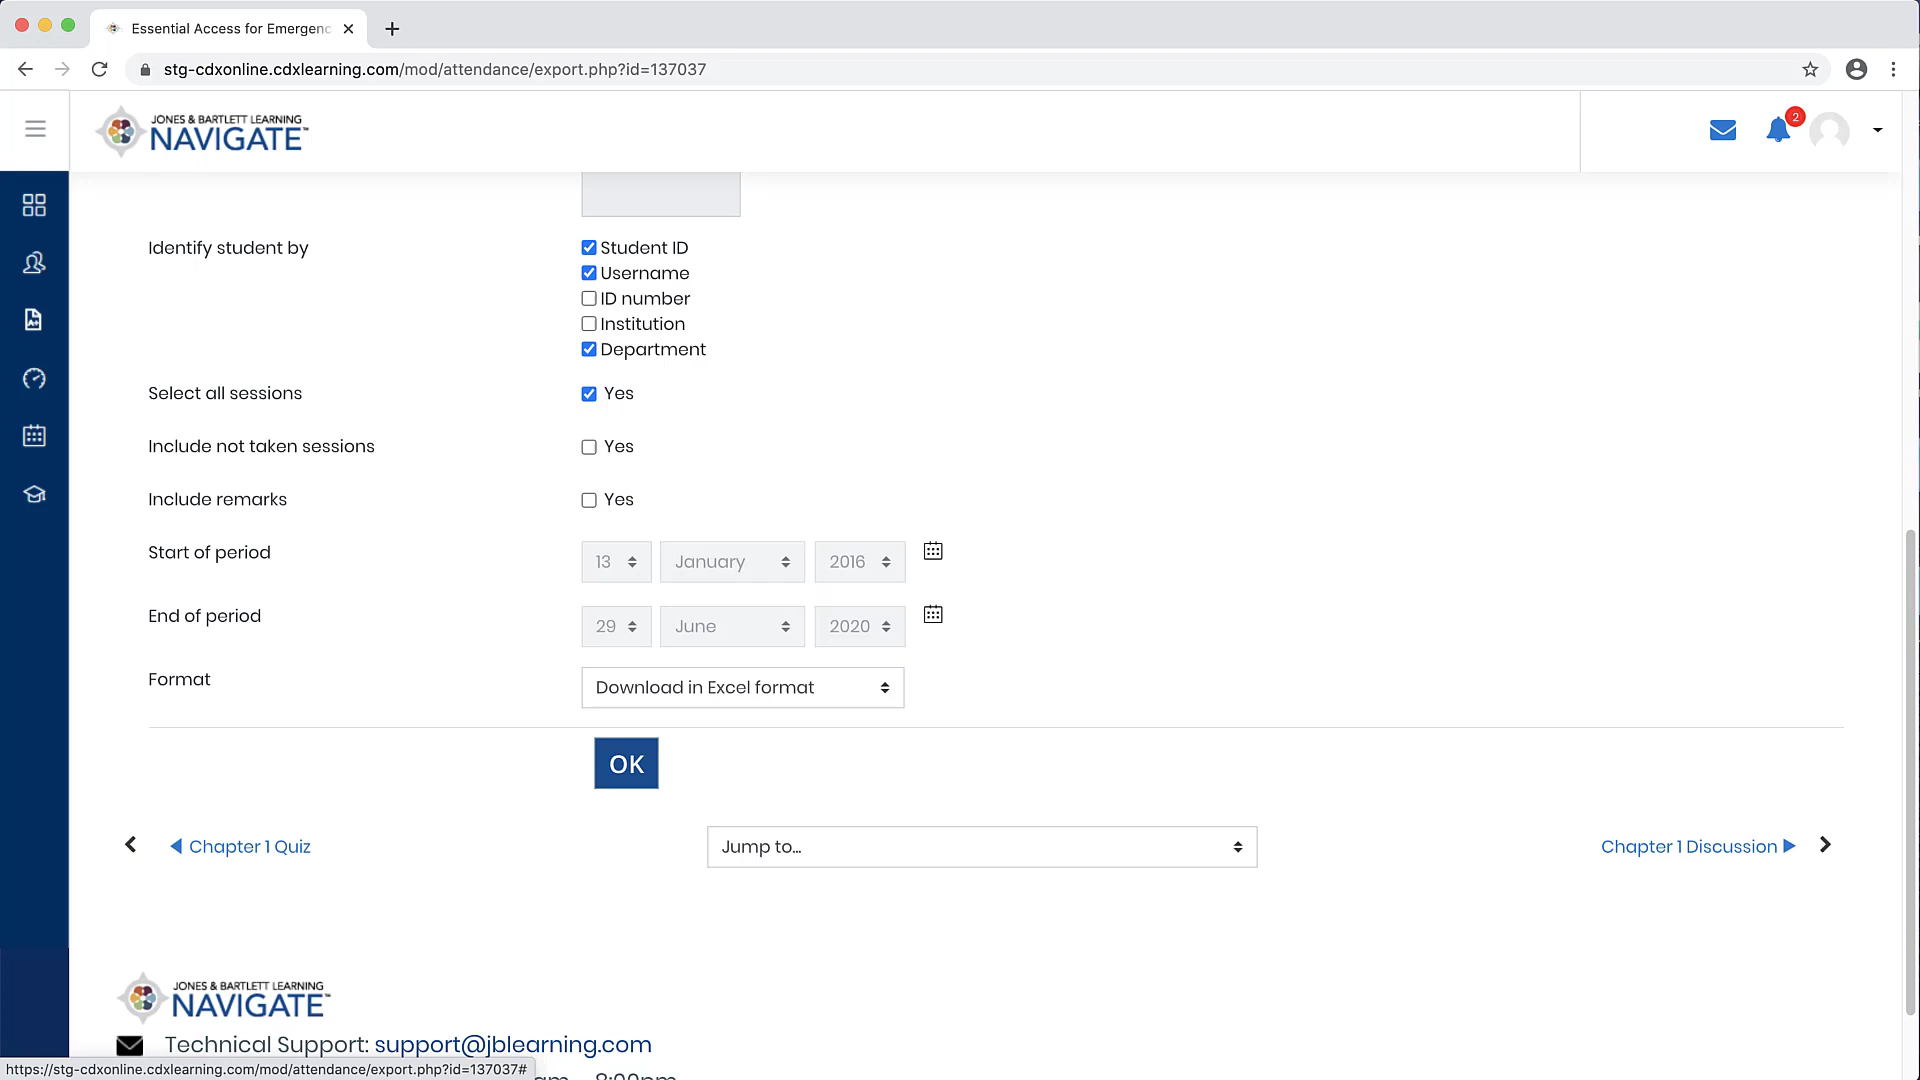 Essential Access for Emergenc
stg-cdxonline.cdxlearning.com/mod/attendance/export.php?id=137037
JONES & BARTLETT LEARNING
NAVIGATE™
2
Identify student by
Student ID
Username
ID number
Institution
Department
Select all sessions Yes
Include not taken sessions Yes
Include remarks Yes
Start of period 13 January 2016
End of period 29 June 2020
Format Download in Excel format
OK
Chapter 1 Quiz Jump to... Chapter 1 Discussion
JONES & BARTLETT LEARNING
NAVIGATE™
Technical Support: support@jblearning.com
https://stg-cdxonline.cdxlearning.com/mod/attendance/export.php?id=137037#
8:00pm